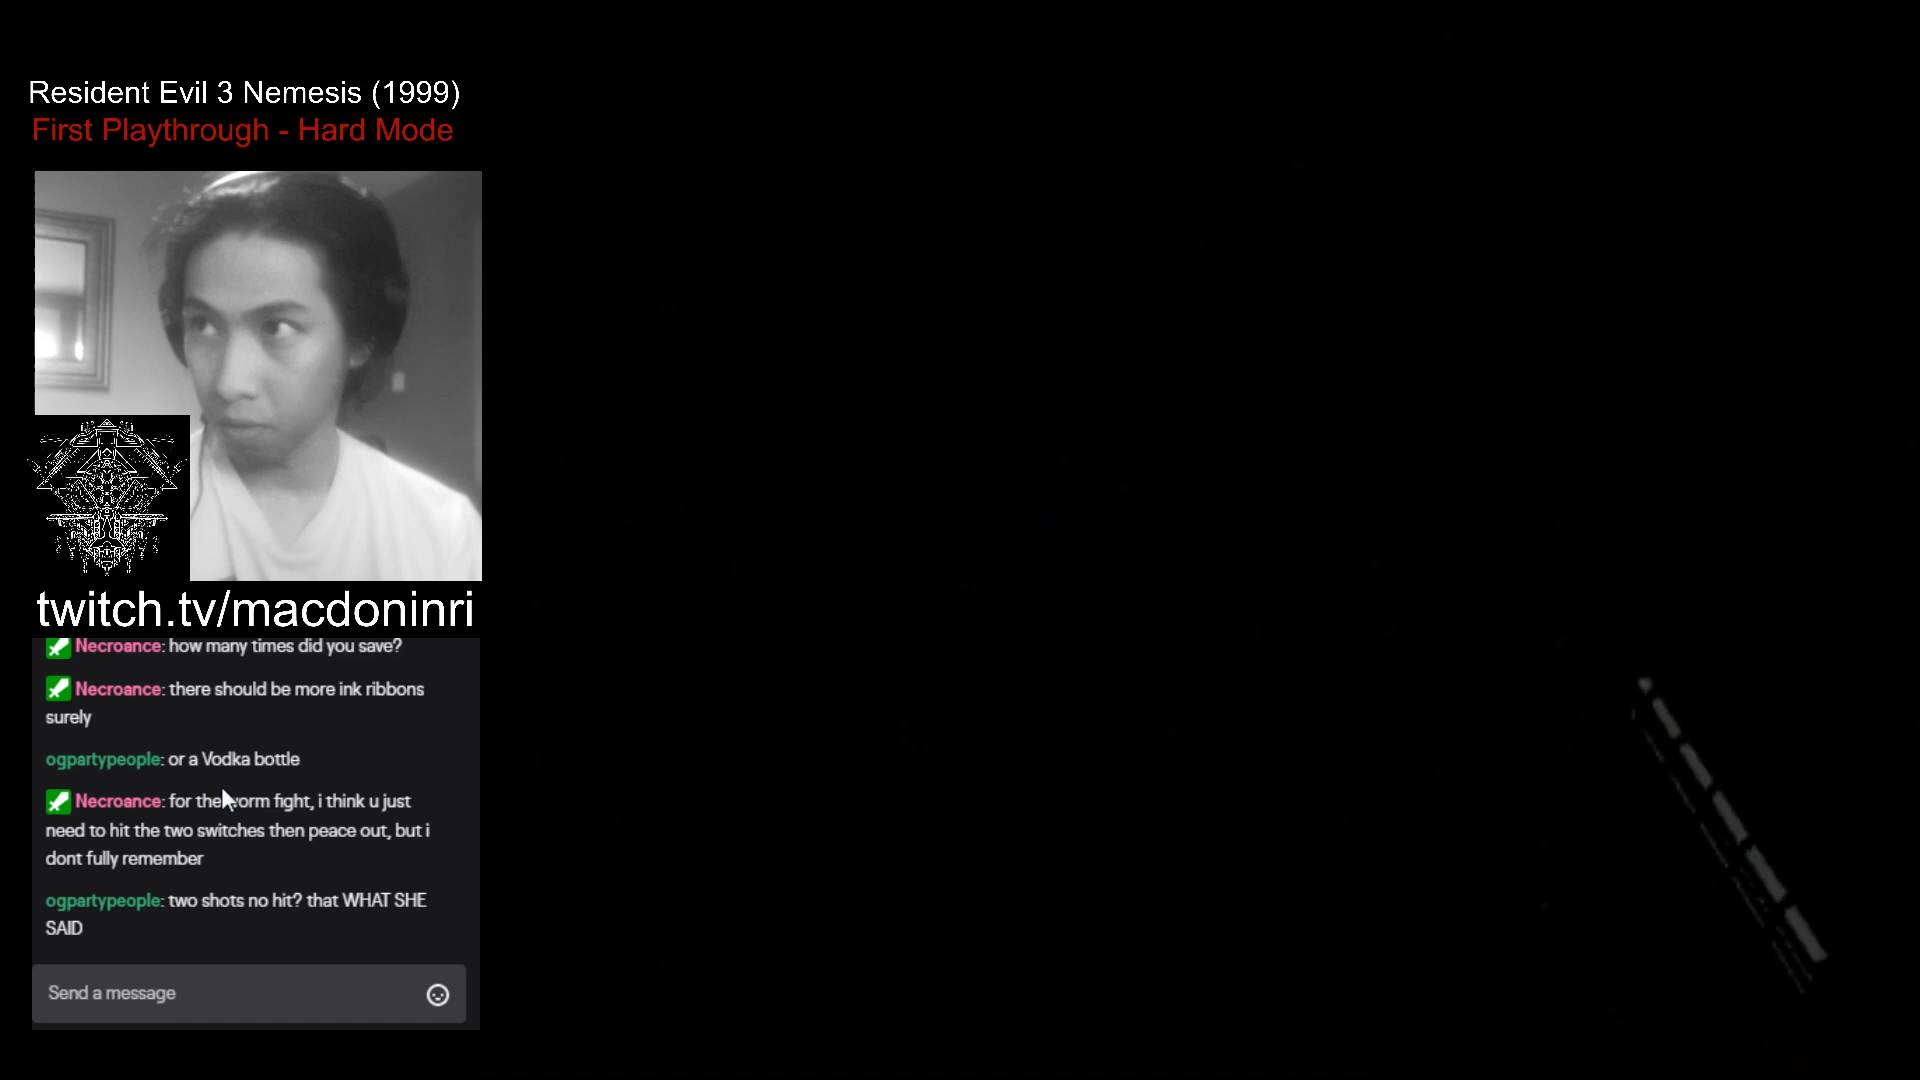 Resident Evil 3 Nemesis (1999)
First Playthrough - Hard Mode
twitch.tv/macdoninri
Necroance: how many times did you save?
Necroance: there should be more ink ribbons
surely
ogpartypeople: or a Vodka bottle
Necroance: for the worm fight, i think u just
need to hit the two switches then peace out, but i
dont fully remember
ogpartypeople: two shots no hit? that WHAT SHE
SAID
Send a message